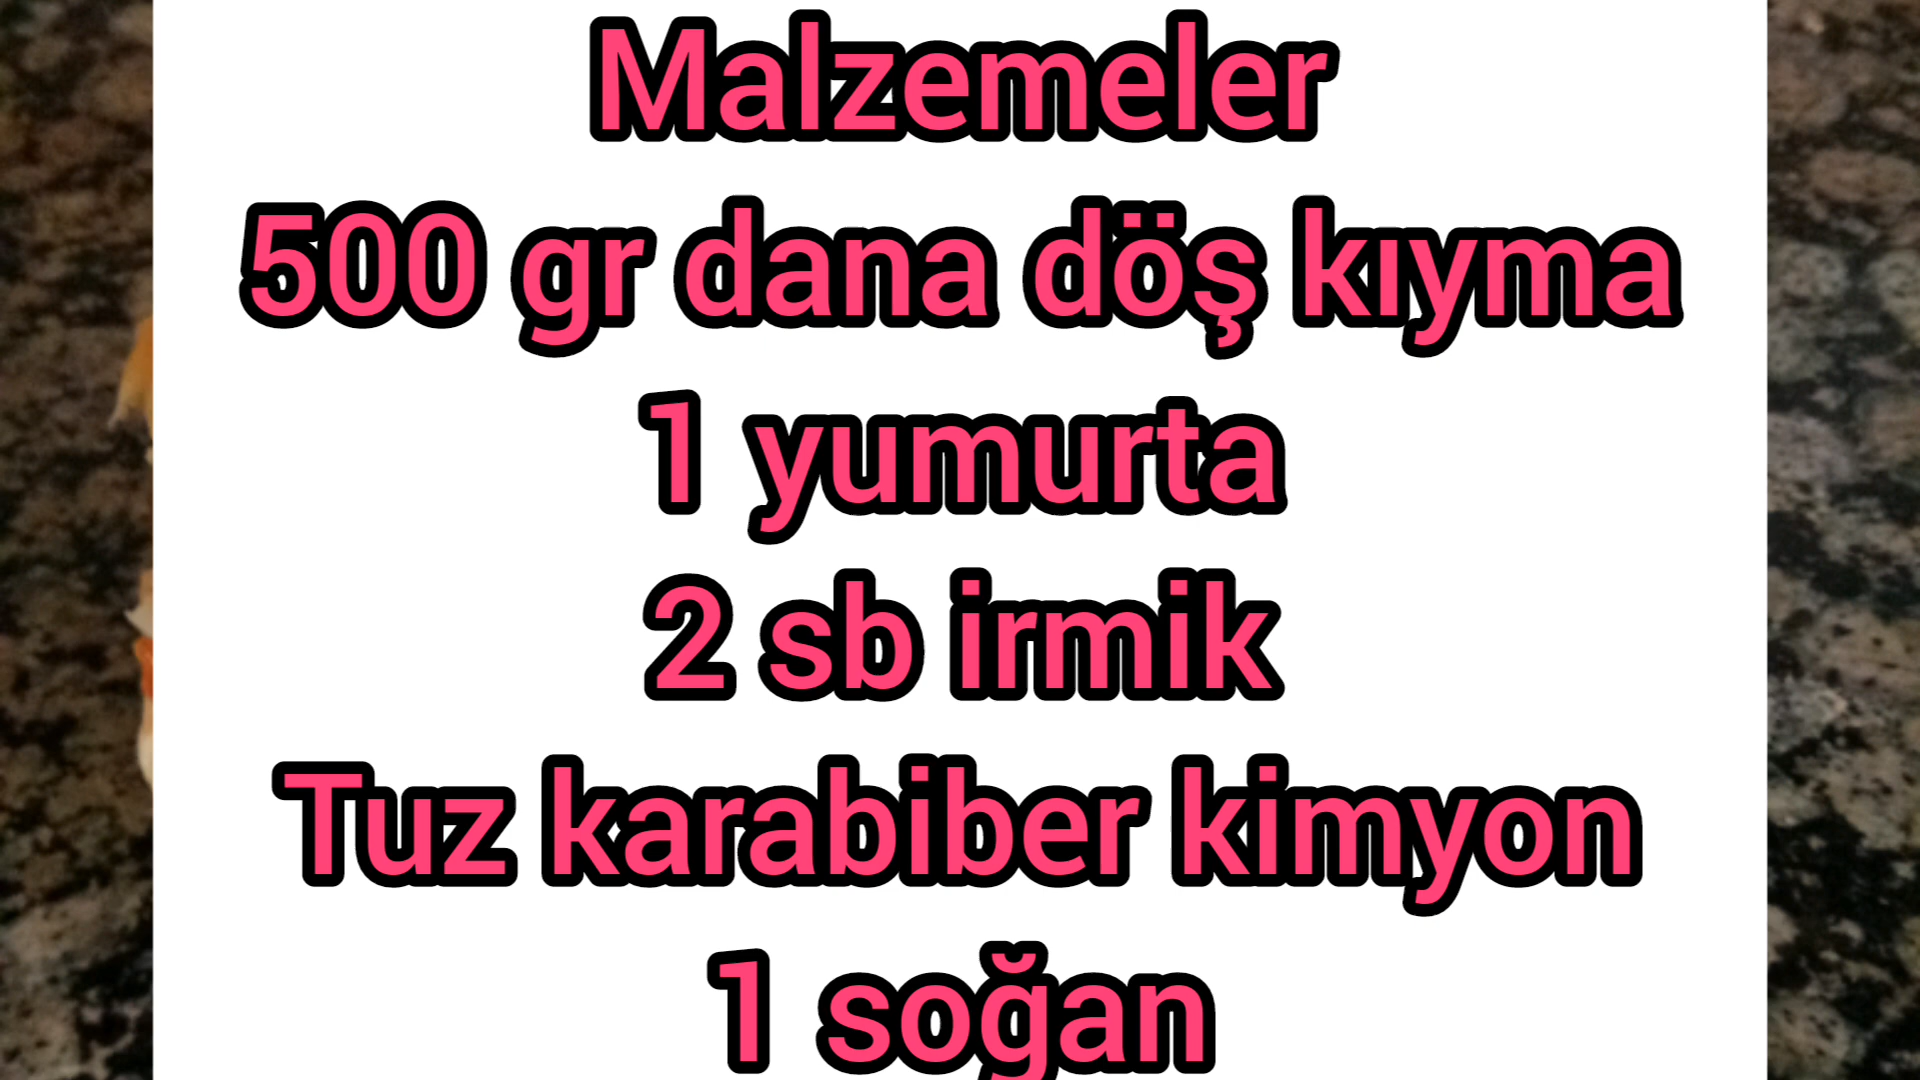 Malzemeler
500 gr dana döş kıyma
1 yumurta
2 sb irmik
Tuz karabiber kimyon
1 soğan